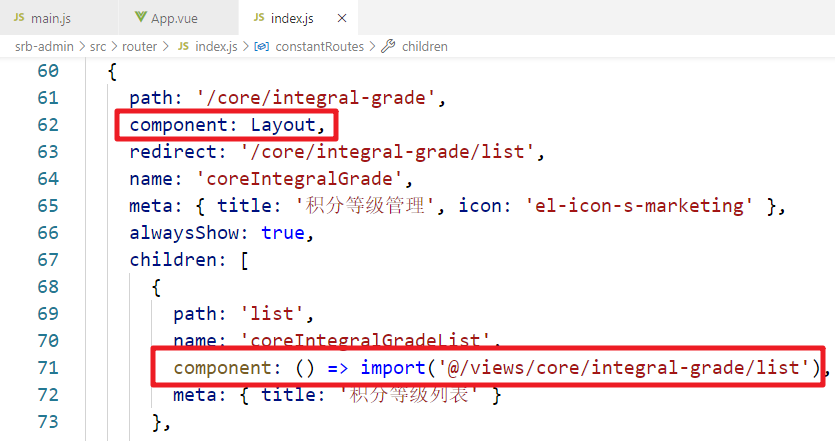 JS main.js App.vue JS index.js ×
srb-admin > src > router > JS index.js > constantRoutes > children
60 {
61 path: '/core/integral-grade',
62 component: Layout,
63 redirect: '/core/integral-grade/list',
64 name: 'coreIntegralGrade',
65 meta: { title: '积分等级管理', icon: 'el-icon-s-marketing' },
66 alwaysShow: true,
67 children: [
68 {
69 path: 'list',
70 name: 'coreIntegralGradeList',
71 component: () => import('@/views/core/integral-grade/list'),
72 meta: { title: '积分等级列表' }
73 },